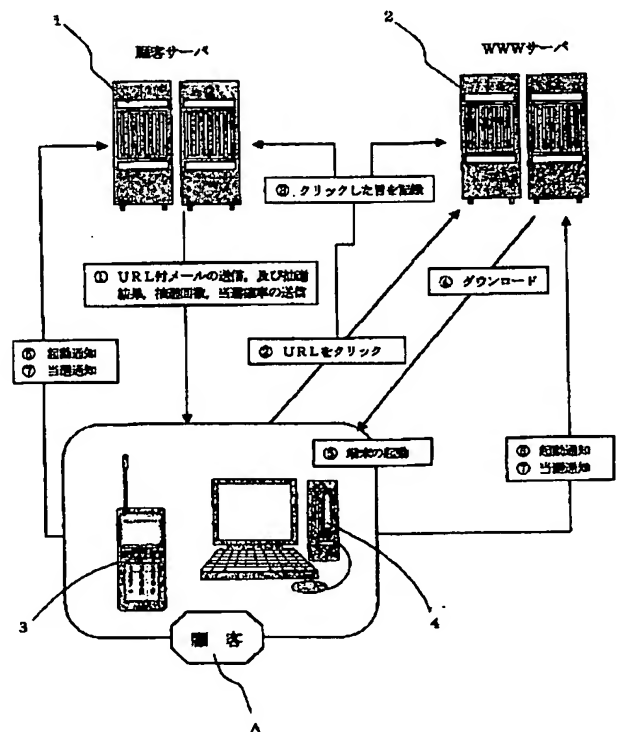 1
顧客サーバ
2
WWWサーバ
③ クリックした旨を記録
① URL付メールの送信,及び抽選
結果,抽選回数,当選確率の送信
④ ダウンロード
② URLをクリック
⑥ 起動通知
⑦ 当選通知
⑤ 端末の起動
⑥ 起動通知
⑦ 当選通知
3
4
顧 客
A